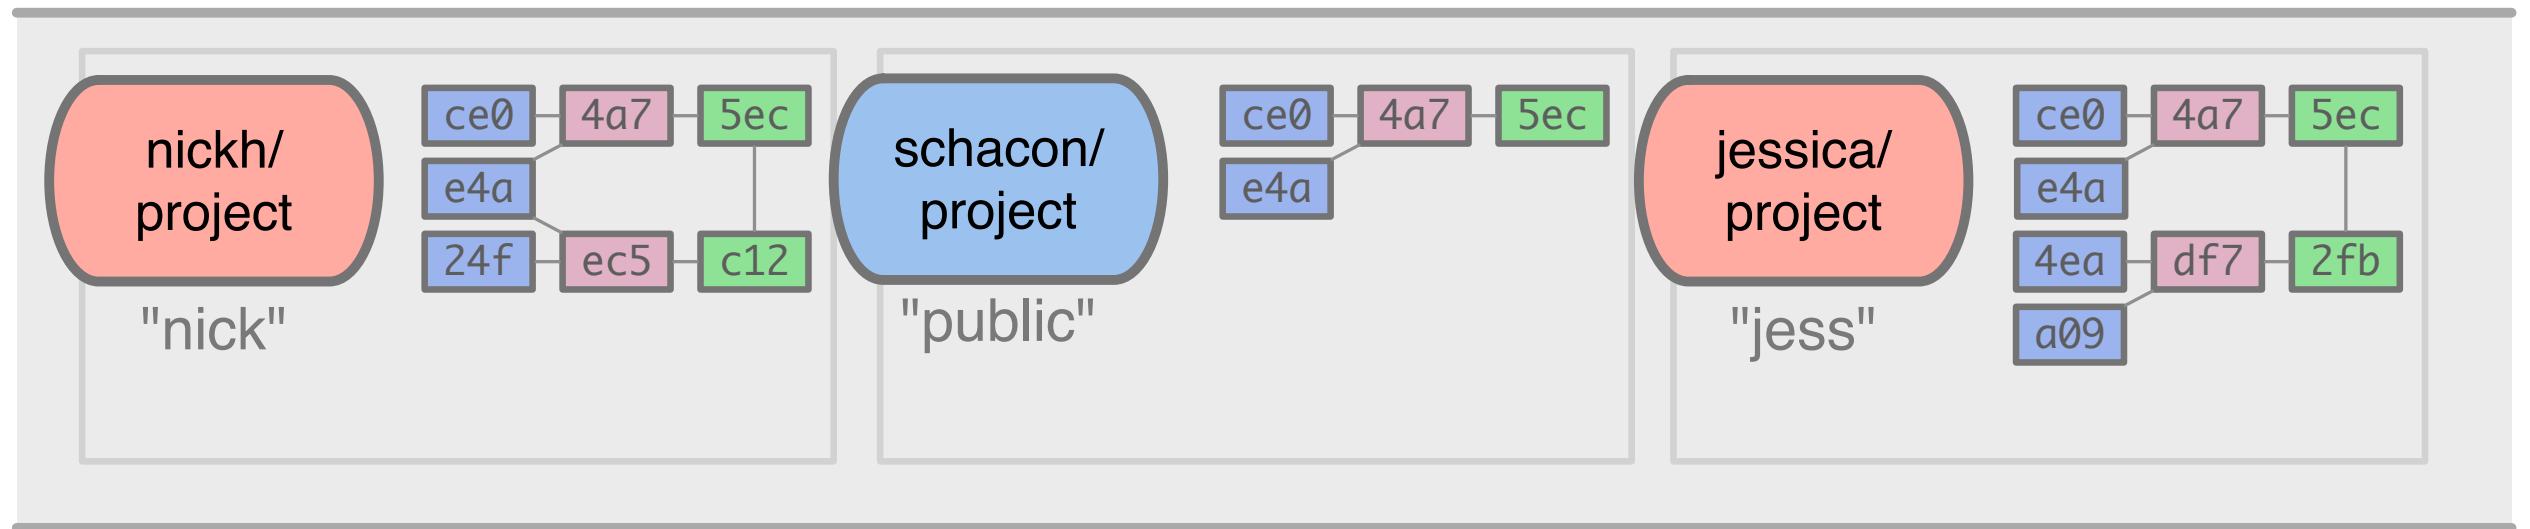 nickh/
project
"nick"
ce0 4a7 5ec
e4a
24f ec5 c12
schacon/
project
"public"
ce0 4a7 5ec
e4a
jessica/
project
"jess"
ce0 4a7 5ec
e4a
4ea df7 2fb
a09